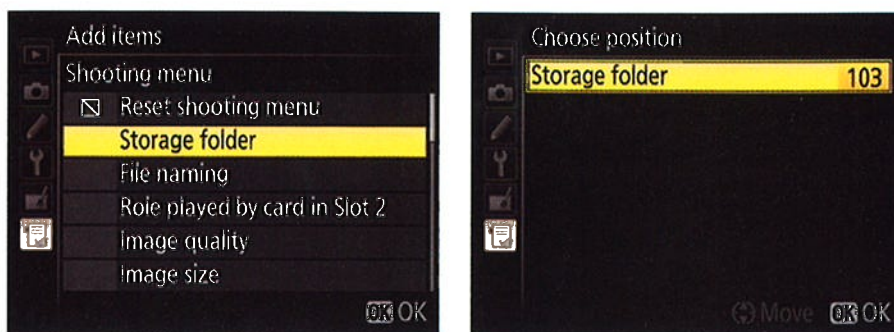 Add items
Shooting menu
Reset shooting menu
Storage folder
File naming
Role played by card in Slot 2
Image quality
Image size
OK OK
Choose position
Storage folder 103
Move OK OK